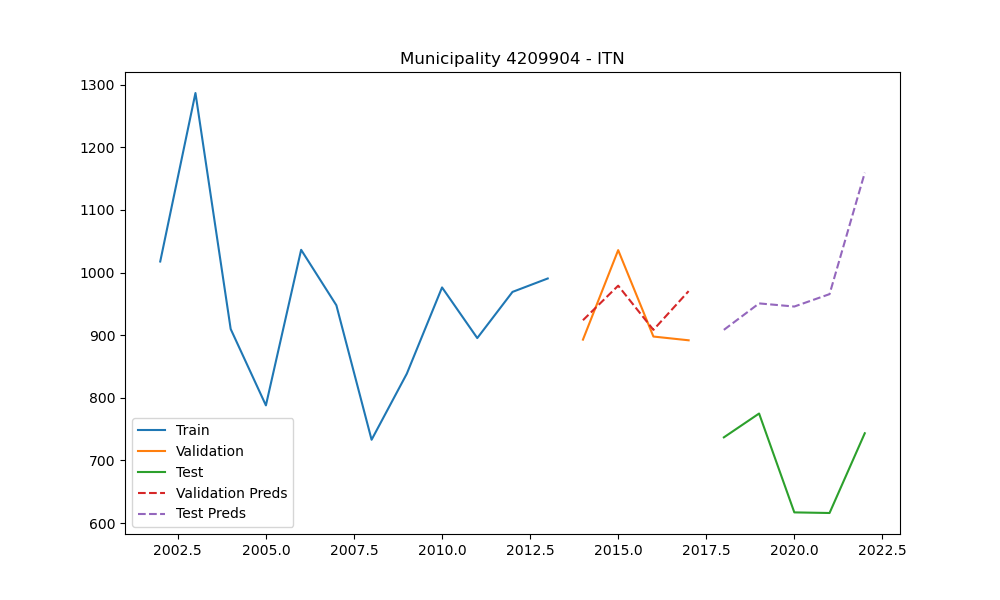 Municipality 4209904 - ITN
1300
1200
1100
1000
900
800
700
600
Train
Validation
Test
Validation Preds
Test Preds
2002.5 2005.0 2007.5 2010.0 2012.5 2015.0 2017.5 2020.0 2022.5